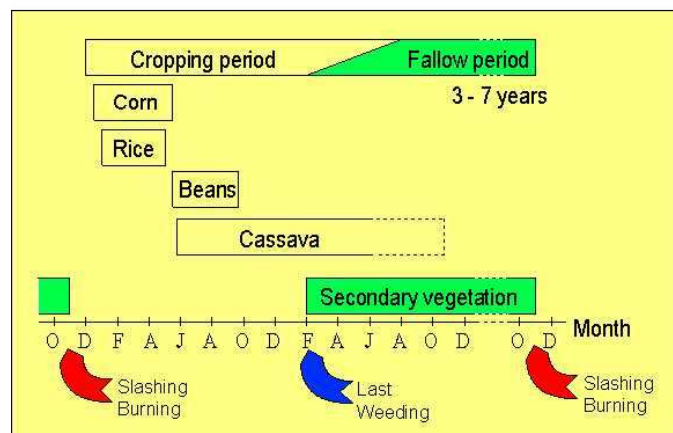 Cropping period
Fallow period
3 - 7 years
Corn
Rice
Beans
Cassava
Secondary vegetation
O D F A J A O D F A J A O D O D Month
Slashing
Burning
Last
Weeding
Slashing
Burning